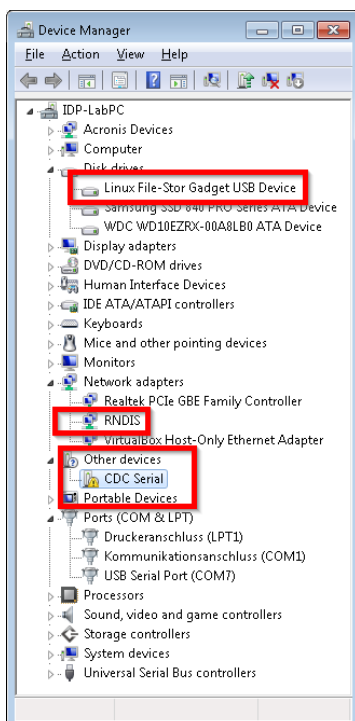 Device Manager
File Action View Help
IDP-LabPC
Acronis Devices
Computer
Disk drives
Linux File-Stor Gadget USB Device
Samsung SSD 840 PRO Series ATA Device
WDC WD10EZRX-00A8LB0 ATA Device
Display adapters
DVD/CD-ROM drives
Human Interface Devices
IDE ATA/ATAPI controllers
Keyboards
Mice and other pointing devices
Monitors
Network adapters
Realtek PCIe GBE Family Controller
RNDIS
VirtualBox Host-Only Ethernet Adapter
Other devices
CDC Serial
Portable Devices
Ports (COM & LPT)
Druckeranschluss (LPT1)
Kommunikationsanschluss (COM1)
USB Serial Port (COM7)
Processors
Sound, video and game controllers
Storage controllers
System devices
Universal Serial Bus controllers